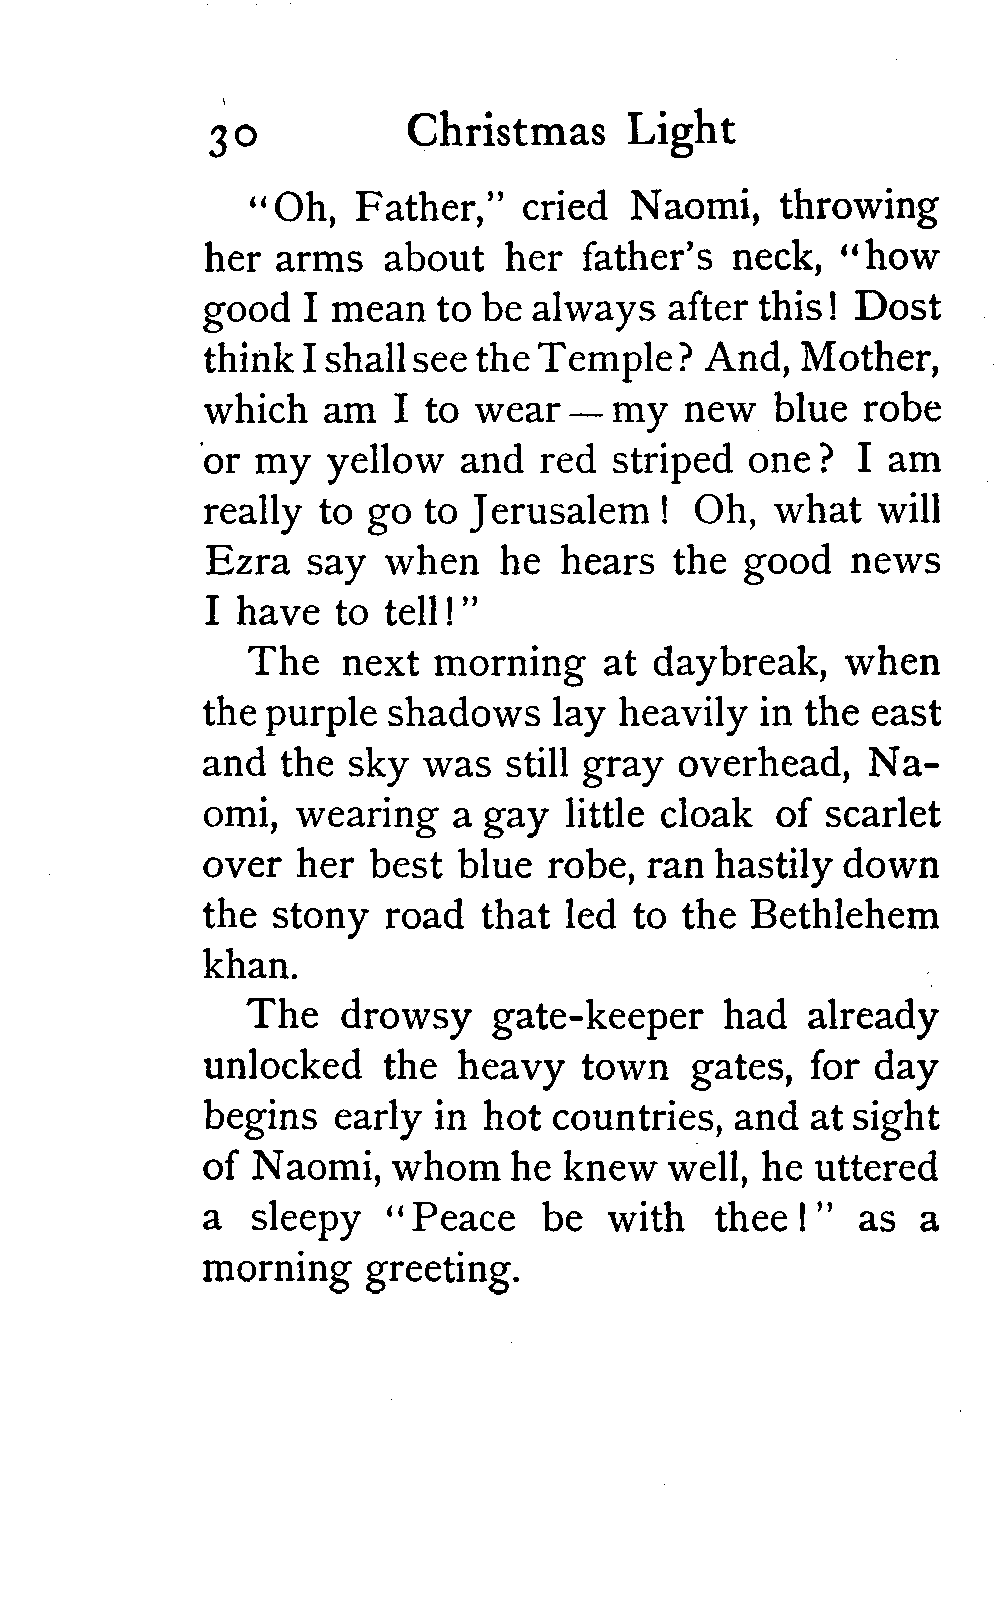 30 Christmas Light
"Oh, Father," cried Naomi, throwing
her arms about her father's neck, "how
good I mean to be always after this! Dost
think I shall see the Temple? And, Mother,
which am I to wear — my new blue robe
or my yellow and red striped one? I am
really to go to Jerusalem! Oh, what will
Ezra say when he hears the good news
I have to tell!"
The next morning at daybreak, when
the purple shadows lay heavily in the east
and the sky was still gray overhead, Na-
omi, wearing a gay little cloak of scarlet
over her best blue robe, ran hastily down
the stony road that led to the Bethlehem
khan.
The drowsy gate-keeper had already
unlocked the heavy town gates, for day
begins early in hot countries, and at sight
of Naomi, whom he knew well, he uttered
a sleepy "Peace be with thee!" as a
morning greeting.